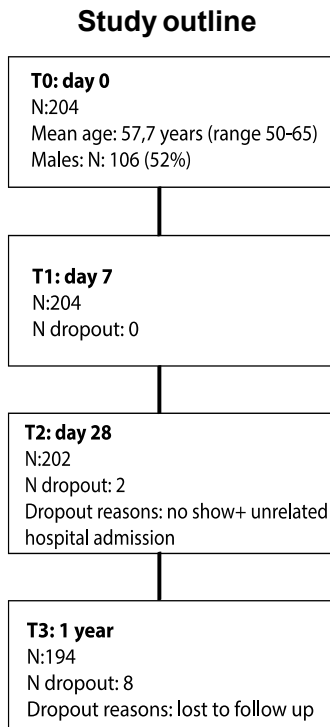 Study outline
T0: day 0
N:204
Mean age: 57,7 years (range 50-65)
Males: N: 106 (52%)
T1: day 7
N:204
N dropout: 0
T2: day 28
N:202
N dropout: 2
Dropout reasons: no show+ unrelated
hospital admission
T3: 1 year
N:194
N dropout: 8
Dropout reasons: lost to follow up